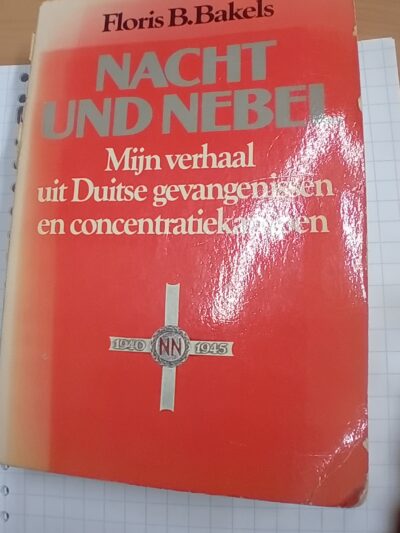 Floris B. Bakels
NACHT
UND NEBEL
Mijn verhaal
uit Duitse gevangenissen
en concentratiekampen
1940 NN 1945